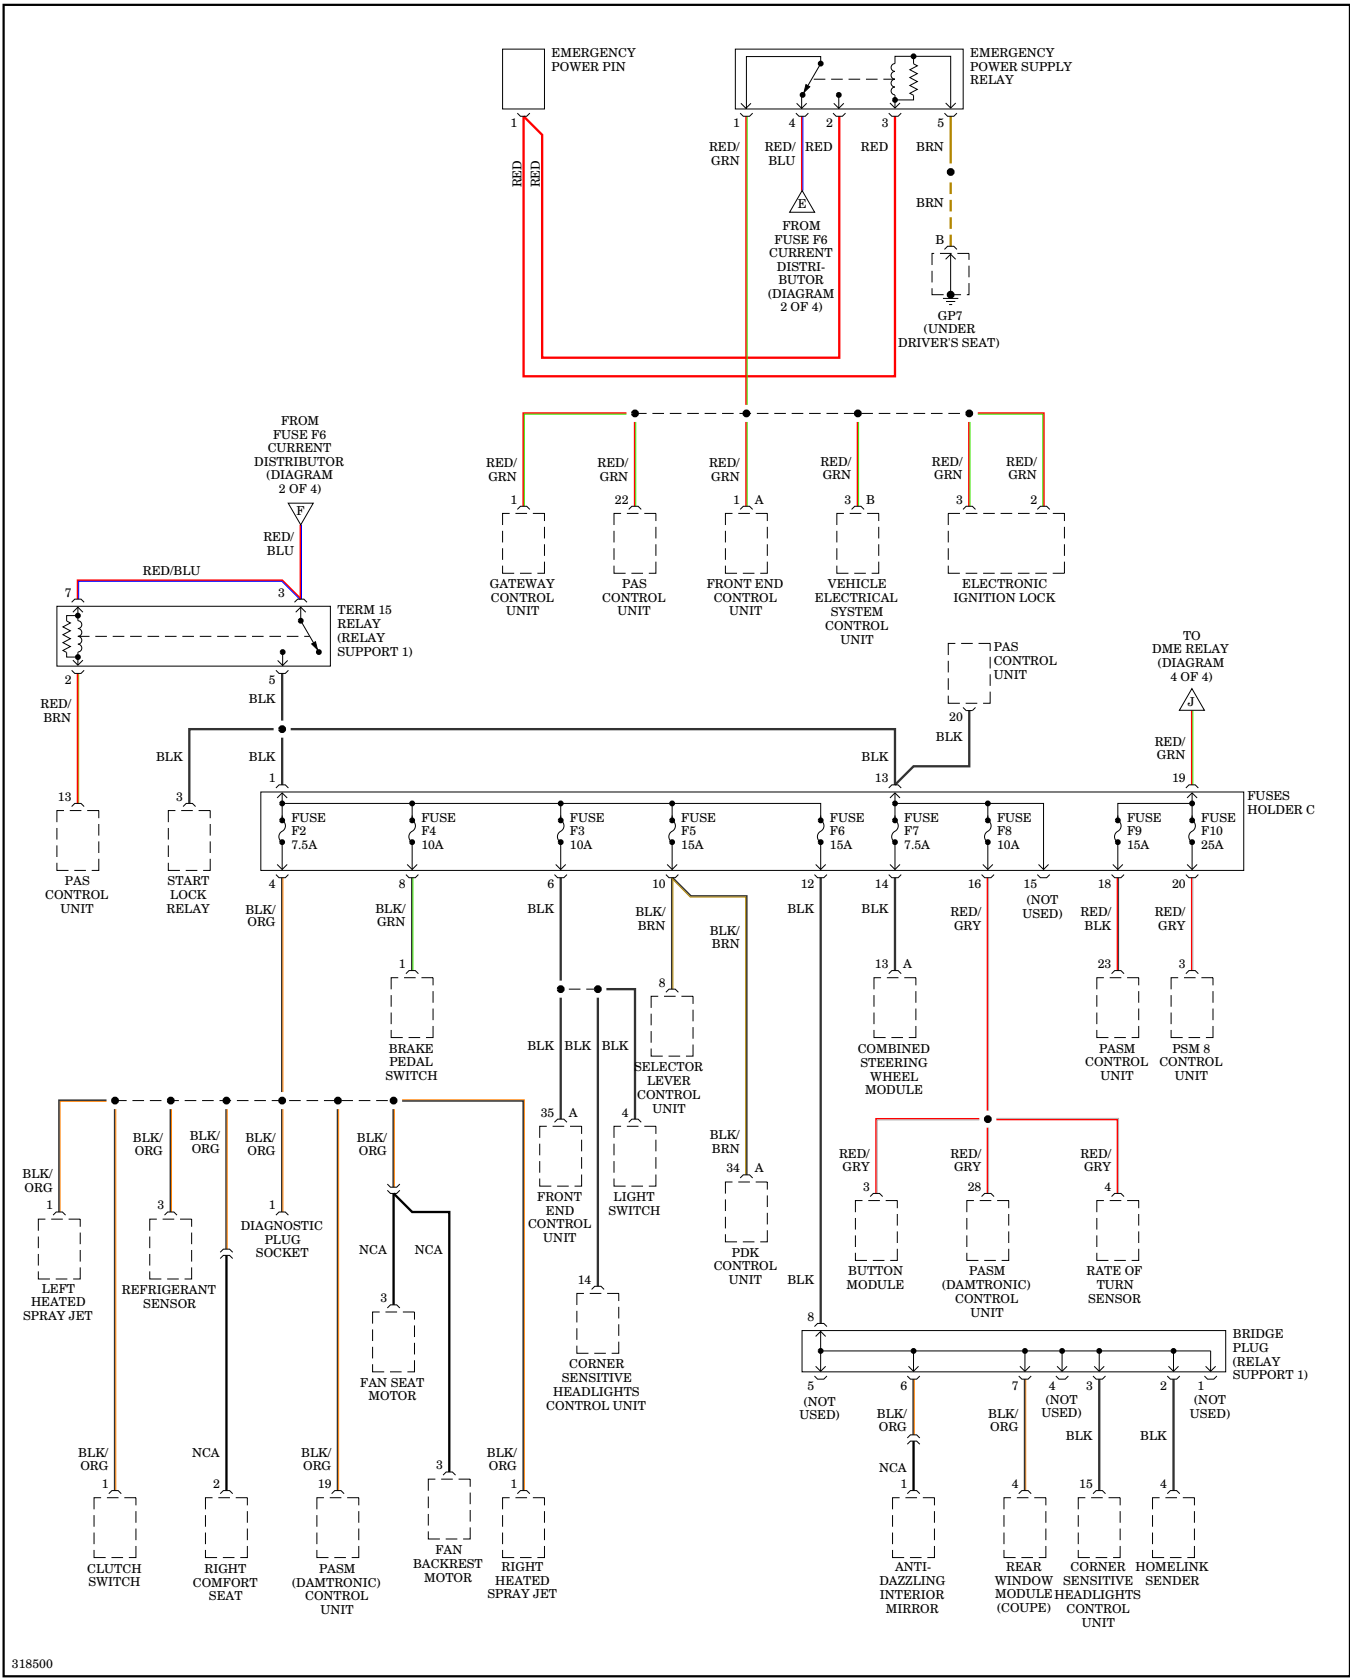 EMERGENCY
POWER PIN
EMERGENCY
POWER SUPPLY
RELAY
1
1
4
2
3
5
RED/
GRN
RED/
BLU
RED
RED
BRN
RED
RED
BRN
E
B
FROM
FUSE F6
CURRENT
DISTRI-
BUTOR
(DIAGRAM
2 OF 4)
GP7
(UNDER
DRIVER'S SEAT)
FROM
FUSE F6
CURRENT
DISTRIBUTOR
(DIAGRAM
2 OF 4)
F
RED/
BLU
RED/
GRN
RED/
GRN
RED/
GRN
RED/
GRN
RED/
GRN
RED/
GRN
1
22
1 A
3 B
3
2
GATEWAY
CONTROL
UNIT
PAS
CONTROL
UNIT
FRONT END
CONTROL
UNIT
VEHICLE
ELECTRICAL
SYSTEM
CONTROL
UNIT
ELECTRONIC
IGNITION LOCK
RED/BLU
7
3
TERM 15
RELAY
(RELAY
SUPPORT 1)
2
5
RED/
BRN
BLK
PAS
CONTROL
UNIT
20
BLK
TO
DME RELAY
(DIAGRAM
4 OF 4)
J
RED/
GRN
BLK
BLK
BLK
13
3
1
13
19
PAS
CONTROL
UNIT
START
LOCK
RELAY
FUSES
HOLDER C
FUSE
F2
7.5A
FUSE
F4
10A
FUSE
F3
10A
FUSE
F5
15A
FUSE
F6
15A
FUSE
F7
7.5A
FUSE
F8
10A
FUSE
F9
15A
FUSE
F10
25A
4
8
6
10
12
14
16
15
18
20
(NOT
USED)
BLK/
ORG
BLK/
GRN
BLK
BLK/
BRN
BLK/
BRN
BLK
BLK
RED/
GRY
RED/
BLK
RED/
GRY
1
8
13 A
23
3
BRAKE
PEDAL
SWITCH
SELECTOR
LEVER
CONTROL
UNIT
COMBINED
STEERING
WHEEL
MODULE
PASM
CONTROL
UNIT
PSM 8
CONTROL
UNIT
BLK
BLK
BLK
35 A
4
FRONT
END
CONTROL
UNIT
LIGHT
SWITCH
BLK/
BRN
34 A
PDK
CONTROL
UNIT
14
CORNER
SENSITIVE
HEADLIGHTS
CONTROL UNIT
RED/
GRY
RED/
GRY
RED/
GRY
3
28
4
BUTTON
MODULE
PASM
(DAMTRONIC)
CONTROL
UNIT
RATE OF
TURN
SENSOR
BLK/
ORG
BLK/
ORG
BLK/
ORG
BLK/
ORG
BLK/
ORG
1
3
1
LEFT
HEATED
SPRAY JET
REFRIGERANT
SENSOR
DIAGNOSTIC
PLUG
SOCKET
NCA
NCA
3
FAN SEAT
MOTOR
BLK
8
BRIDGE
PLUG
(RELAY
SUPPORT 1)
5
6
7
4
3
2
1
(NOT
USED)
(NOT
USED)
(NOT
USED)
BLK/
ORG
BLK/
ORG
BLK
BLK
NCA
1
4
15
4
BLK/
ORG
NCA
BLK/
ORG
BLK/
ORG
1
2
19
3
1
CLUTCH
SWITCH
RIGHT
COMFORT
SEAT
PASM
(DAMTRONIC)
CONTROL
UNIT
FAN
BACKREST
MOTOR
RIGHT
HEATED
SPRAY JET
ANTI-
DAZZLING
INTERIOR
MIRROR
REAR
WINDOW
MODULE
(COUPE)
CORNER
SENSITIVE
HEADLIGHTS
CONTROL
UNIT
HOMELINK
SENDER
318500